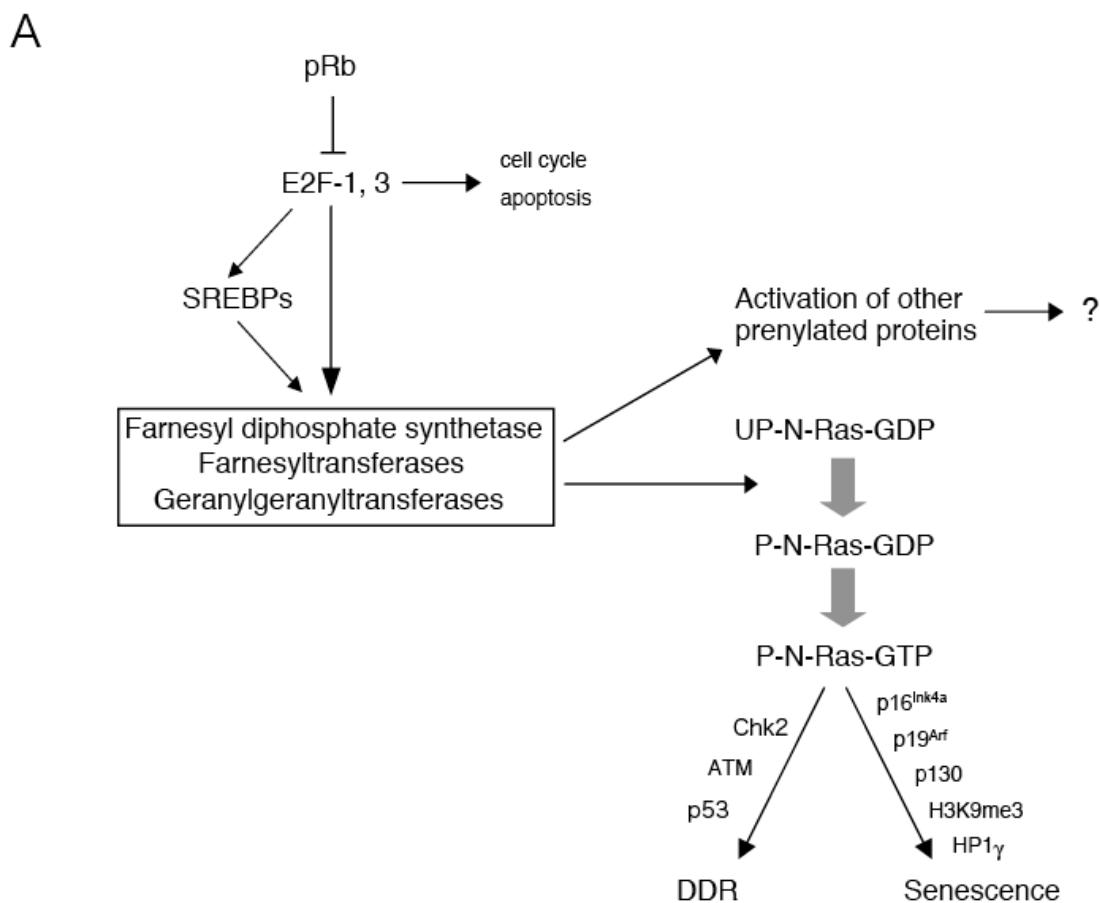 A
pRb
E2F-1, 3
cell cycle
apoptosis
SREBPs
Activation of other
prenylated proteins
?
Farnesyl diphosphate synthetase
Farnesyltransferases
Geranylgeranyltransferases
UP-N-Ras-GDP
P-N-Ras-GDP
P-N-Ras-GTP
Chk2
ATM
p53
p16Ink4a
p19Arf
p130
H3K9me3
HP1γ
DDR
Senescence